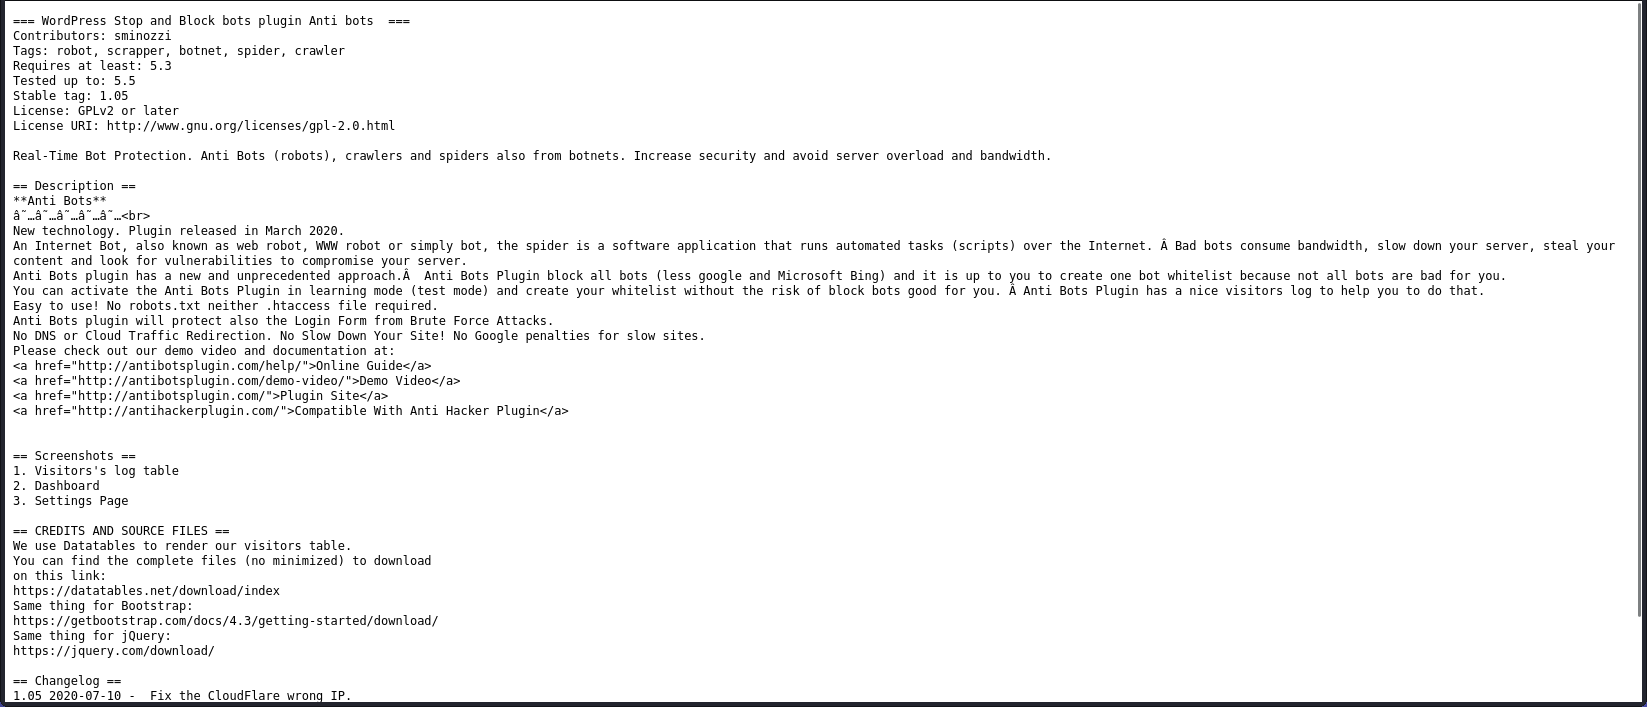 === WordPress Stop and Block bots plugin Anti bots  ===
Contributors: sminozzi
Tags: robot, scrapper, botnet, spider, crawler
Requires at least: 5.3
Tested up to: 5.5
Stable tag: 1.05
License: GPLv2 or later
License URI: http://www.gnu.org/licenses/gpl-2.0.html
Real-Time Bot Protection. Anti Bots (robots), crawlers and spiders also from botnets. Increase security and avoid server overload and bandwidth.
== Description ==
**Anti Bots**
â˜…â˜…â˜…â˜…â˜…<br>
New technology. Plugin released in March 2020.
An Internet Bot, also known as web robot, WWW robot or simply bot, the spider is a software application that runs automated tasks (scripts) over the Internet. Â Bad bots consume bandwidth, slow down your server, steal your
content and look for vulnerabilities to compromise your server.
Anti Bots plugin has a new and unprecedented approach.Â  Anti Bots Plugin block all bots (less google and Microsoft Bing) and it is up to you to create one bot whitelist because not all bots are bad for you.
You can activate the Anti Bots Plugin in learning mode (test mode) and create your whitelist without the risk of block bots good for you. Â Anti Bots Plugin has a nice visitors log to help you to do that.
Easy to use! No robots.txt neither .htaccess file required.
Anti Bots plugin will protect also the Login Form from Brute Force Attacks.
No DNS or Cloud Traffic Redirection. No Slow Down Your Site! No Google penalties for slow sites.
Please check out our demo video and documentation at:
<a href="http://antibotsplugin.com/help/">Online Guide</a>
<a href="http://antibotsplugin.com/demo-video/">Demo Video</a>
<a href="http://antibotsplugin.com/">Plugin Site</a>
<a href="http://antihackerplugin.com/">Compatible With Anti Hacker Plugin</a>
== Screenshots ==
1. Visitors's log table
2. Dashboard
3. Settings Page
== CREDITS AND SOURCE FILES ==
We use Datatables to render our visitors table.
You can find the complete files (no minimized) to download
on this link:
https://datatables.net/download/index
Same thing for Bootstrap:
https://getbootstrap.com/docs/4.3/getting-started/download/
Same thing for jQuery:
https://jquery.com/download/
== Changelog ==
1.05 2020-07-10 -  Fix the CloudFlare wrong IP.